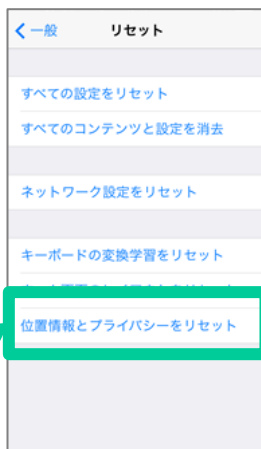 一般
リセット
すべての設定をリセット
すべてのコンテンツと設定を消去
ネットワーク設定をリセット
キーボードの変換学習をリセット
位置情報とプライバシーをリセット